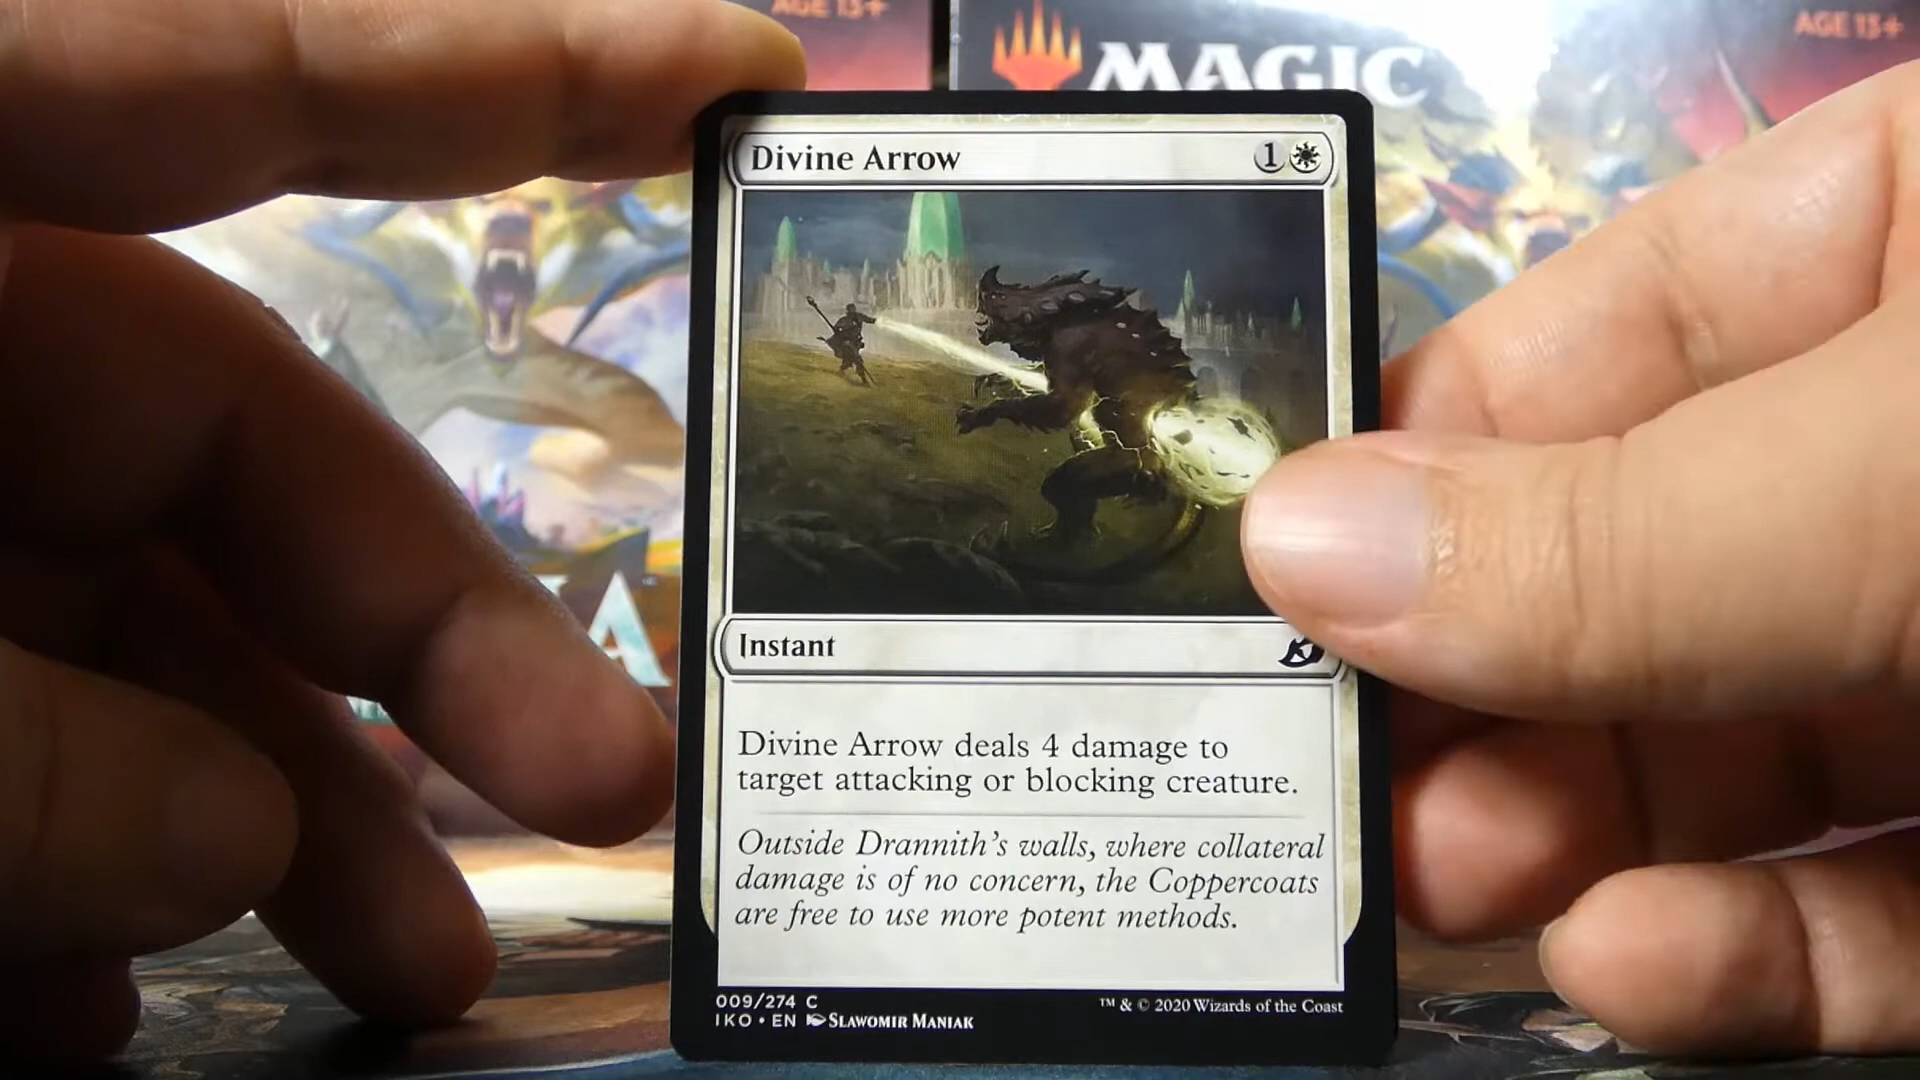 AGE 13+
AGE 13+
MAGIC
Divine Arrow
1
Instant
Divine Arrow deals 4 damage to
target attacking or blocking creature.
Outside Drannith's walls, where collateral
damage is of no concern, the Coppercoats
are free to use more potent methods.
009/274 C
™ & © 2020 Wizards of the Coast
IKO • EN SLAWOMIR MANIAK